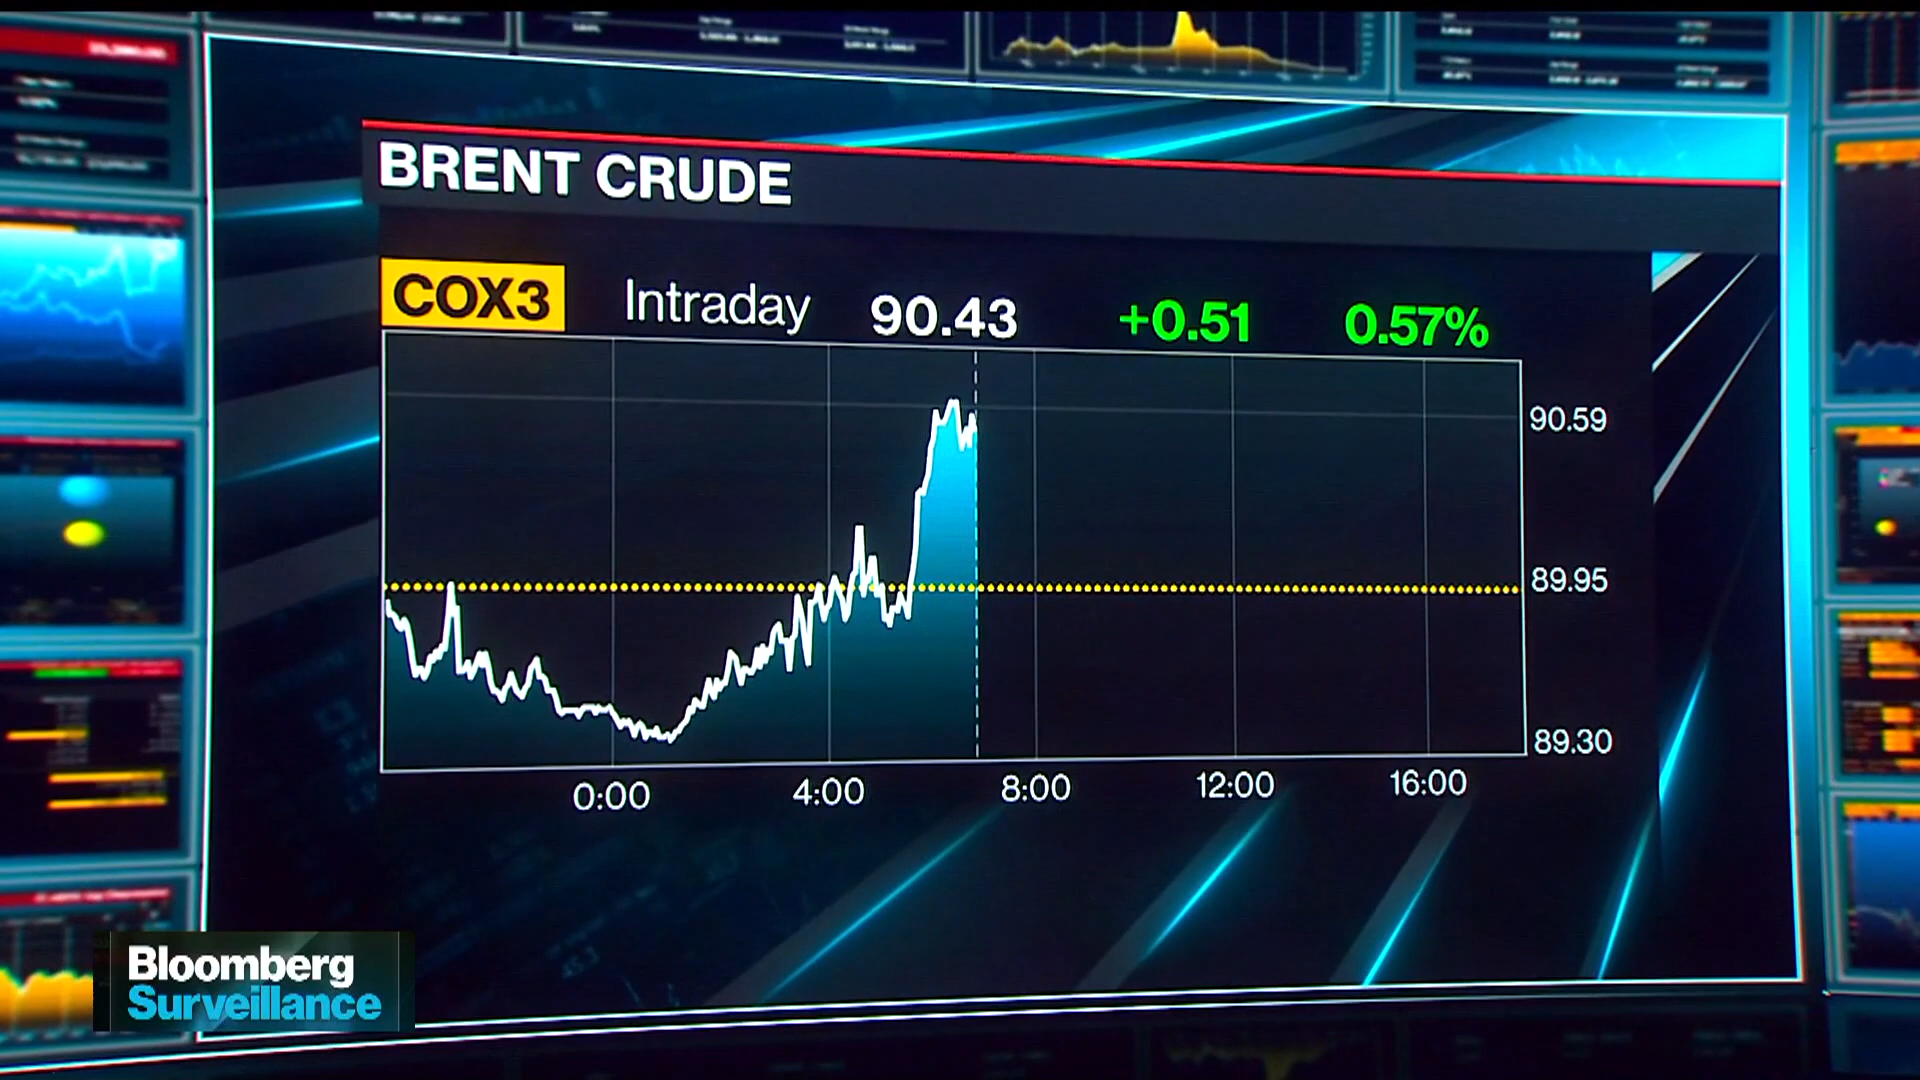 BRENT CRUDE
COX3 Intraday 90.43 +0.51 0.57%
90.59
89.95
89.30
0:00 4:00 8:00 12:00 16:00
Bloomberg
Surveillance